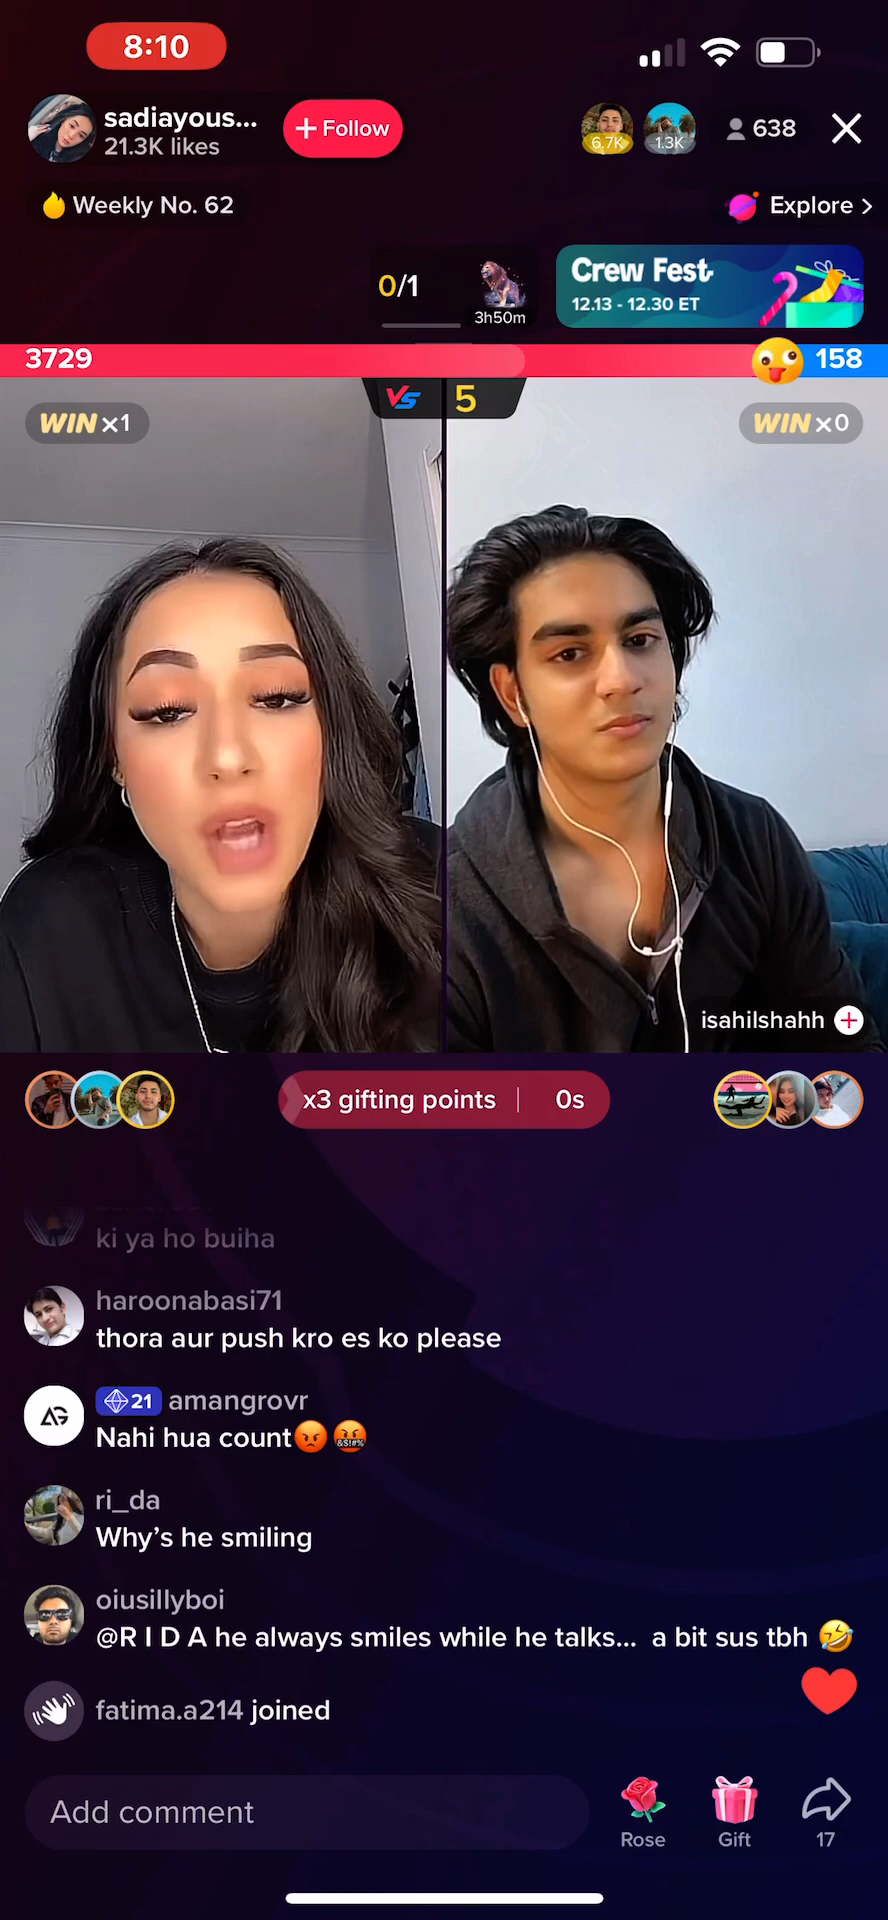 8:10
sadiayous...
21.3K likes
+ Follow
6.7K
1.3K
638
Weekly No. 62
Explore >
0/1
3h50m
Crew Fest
12.13 - 12.30 ET
3729
158
VS 5
WIN x1
WIN x0
isahilshahh
x3 gifting points | 0s
ki ya ho buiha
haroonabasi71
thora aur push kro es ko please
21 amangrovr
Nahi hua count😡🤬
ri_da
Why's he smiling
oiusillyboi
@R I D A he always smiles while he talks... a bit sus tbh 🤣
fatima.a214 joined
Add comment
Rose
Gift
17